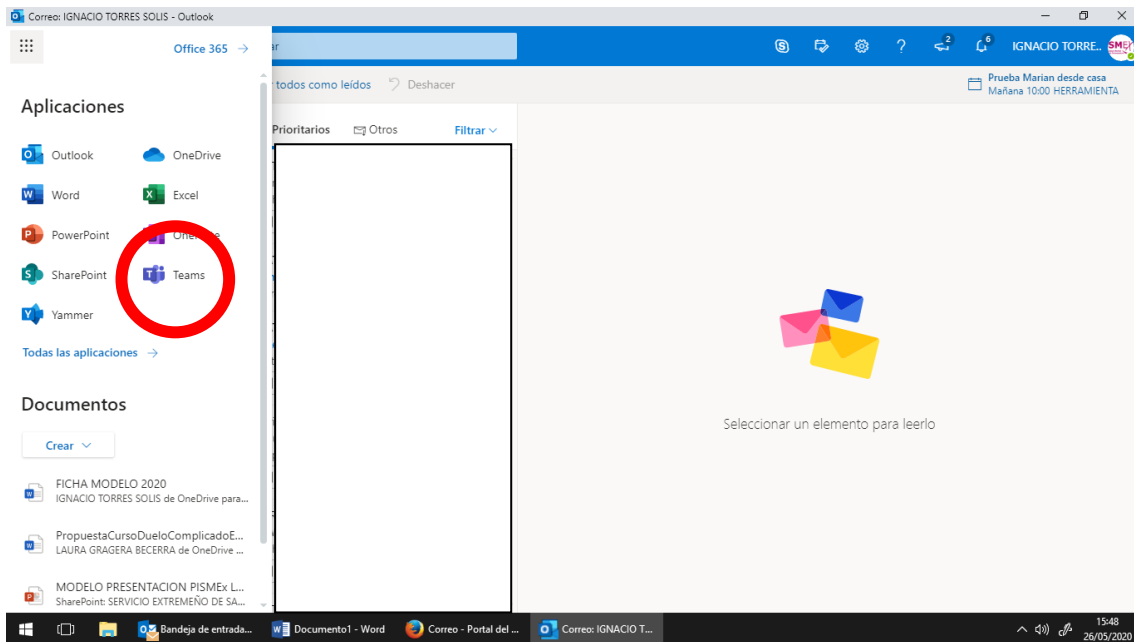 Correo: IGNACIO TORRES SOLIS - Outlook
Office 365 →
?
2
6
IGNACIO TORRE..
SMEx
todos como leídos
Deshacer
Prueba Marian desde casa
Mañana 10:00 HERRAMIENTA
Aplicaciones
Prioritarios
Otros
Filtrar
Outlook
OneDrive
Word
Excel
PowerPoint
SharePoint
Teams
Yammer
Todas las aplicaciones →
Documentos
Crear
FICHA MODELO 2020
IGNACIO TORRES SOLIS de OneDrive para...
PropuestaCursoDueloComplicadoE...
LAURA GRAGERA BECERRA de OneDrive ...
MODELO PRESENTACION PISMEx L...
SharePoint: SERVICIO EXTREMEÑO DE SA...
Seleccionar un elemento para leerlo
Bandeja de entrada...
Documento1 - Word
Correo - Portal del ...
Correo: IGNACIO T...
15:48
26/05/2020